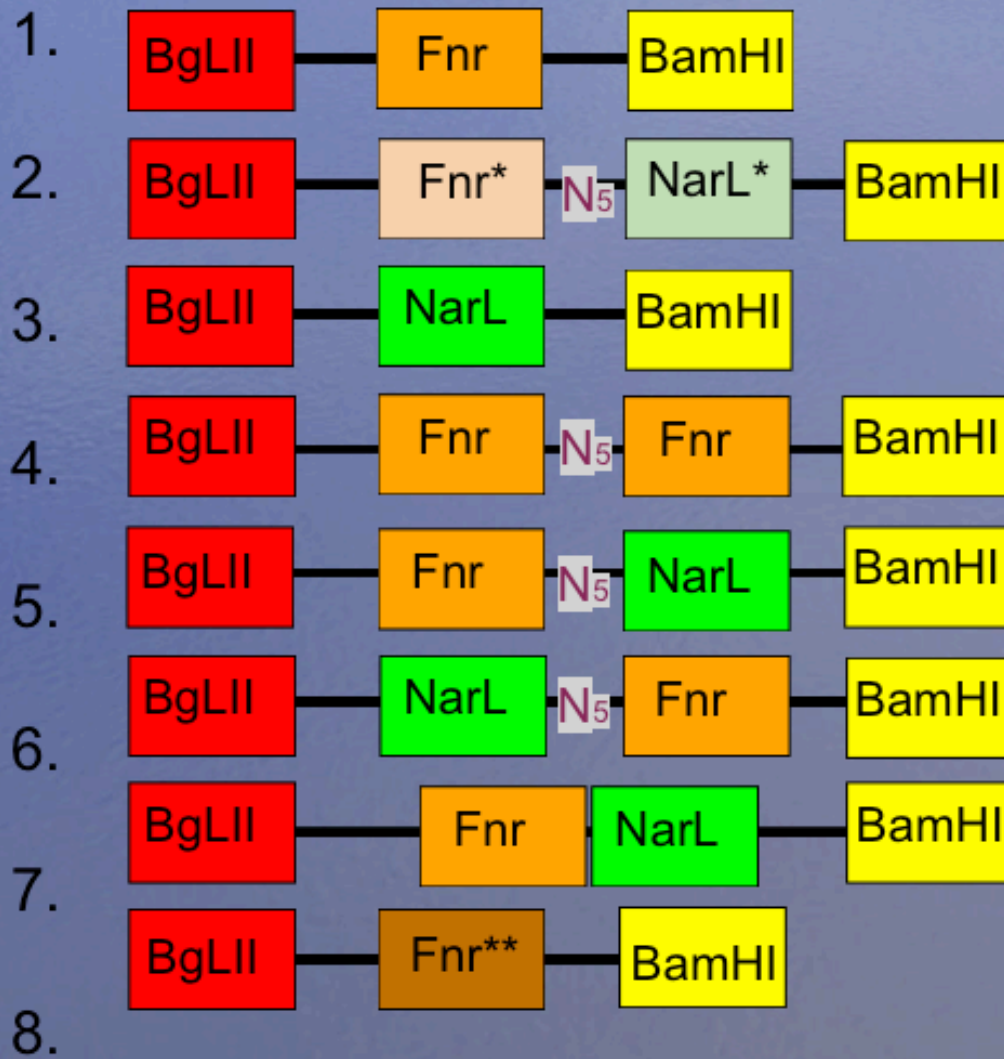 1. BgLII Fnr BamHI
2. BgLII Fnr* N5 NarL* BamHI
3. BgLII NarL BamHI
4. BgLII Fnr N5 Fnr BamHI
5. BgLII Fnr N5 NarL BamHI
6. BgLII NarL N5 Fnr BamHI
7. BgLII Fnr NarL BamHI
8. BgLII Fnr** BamHI